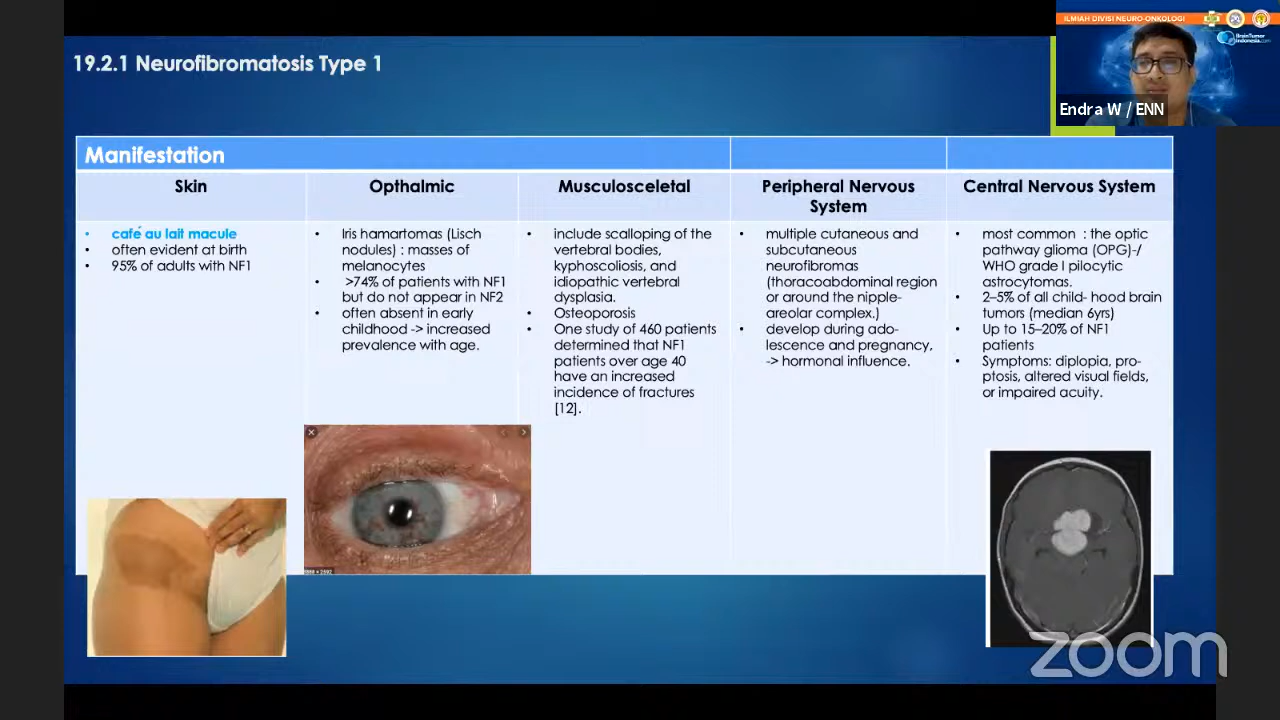 19.2.1 Neurofibromatosis Type 1
ILMIAH DIVISI NEURO-ONKOLOGI
BrainTumor
Indonesia.com
Endra W / ENN
Manifestation
Skin
Opthalmic
Musculosceletal
Peripheral Nervous
System
Central Nervous System
• café au lait macule
• often evident at birth
• 95% of adults with NF1
• Iris hamartomas (Lisch
nodules) : masses of
melanocytes
• >74% of patients with NF1
but do not appear in NF2
• often absent in early
childhood -> increased
prevalence with age.
• include scalloping of the
vertebral bodies,
kyphoscoliosis, and
idiopathic vertebral
dysplasia.
• Osteoporosis
• One study of 460 patients
determined that NF1
patients over age 40
have an increased
incidence of fractures
[12].
• multiple cutaneous and
subcutaneous
neurofibromas
(thoracoabdominal region
or around the nipple-
areolar complex.)
• develop during ado-
lescence and pregnancy,
-> hormonal influence.
• most common : the optic
pathway glioma (OPG)-/
WHO grade I pilocytic
astrocytomas.
• 2–5% of all child- hood brain
tumors (median 6yrs)
• Up to 15–20% of NF1
patients
• Symptoms: diplopia, pro-
ptosis, altered visual fields,
or impaired acuity.
zoom